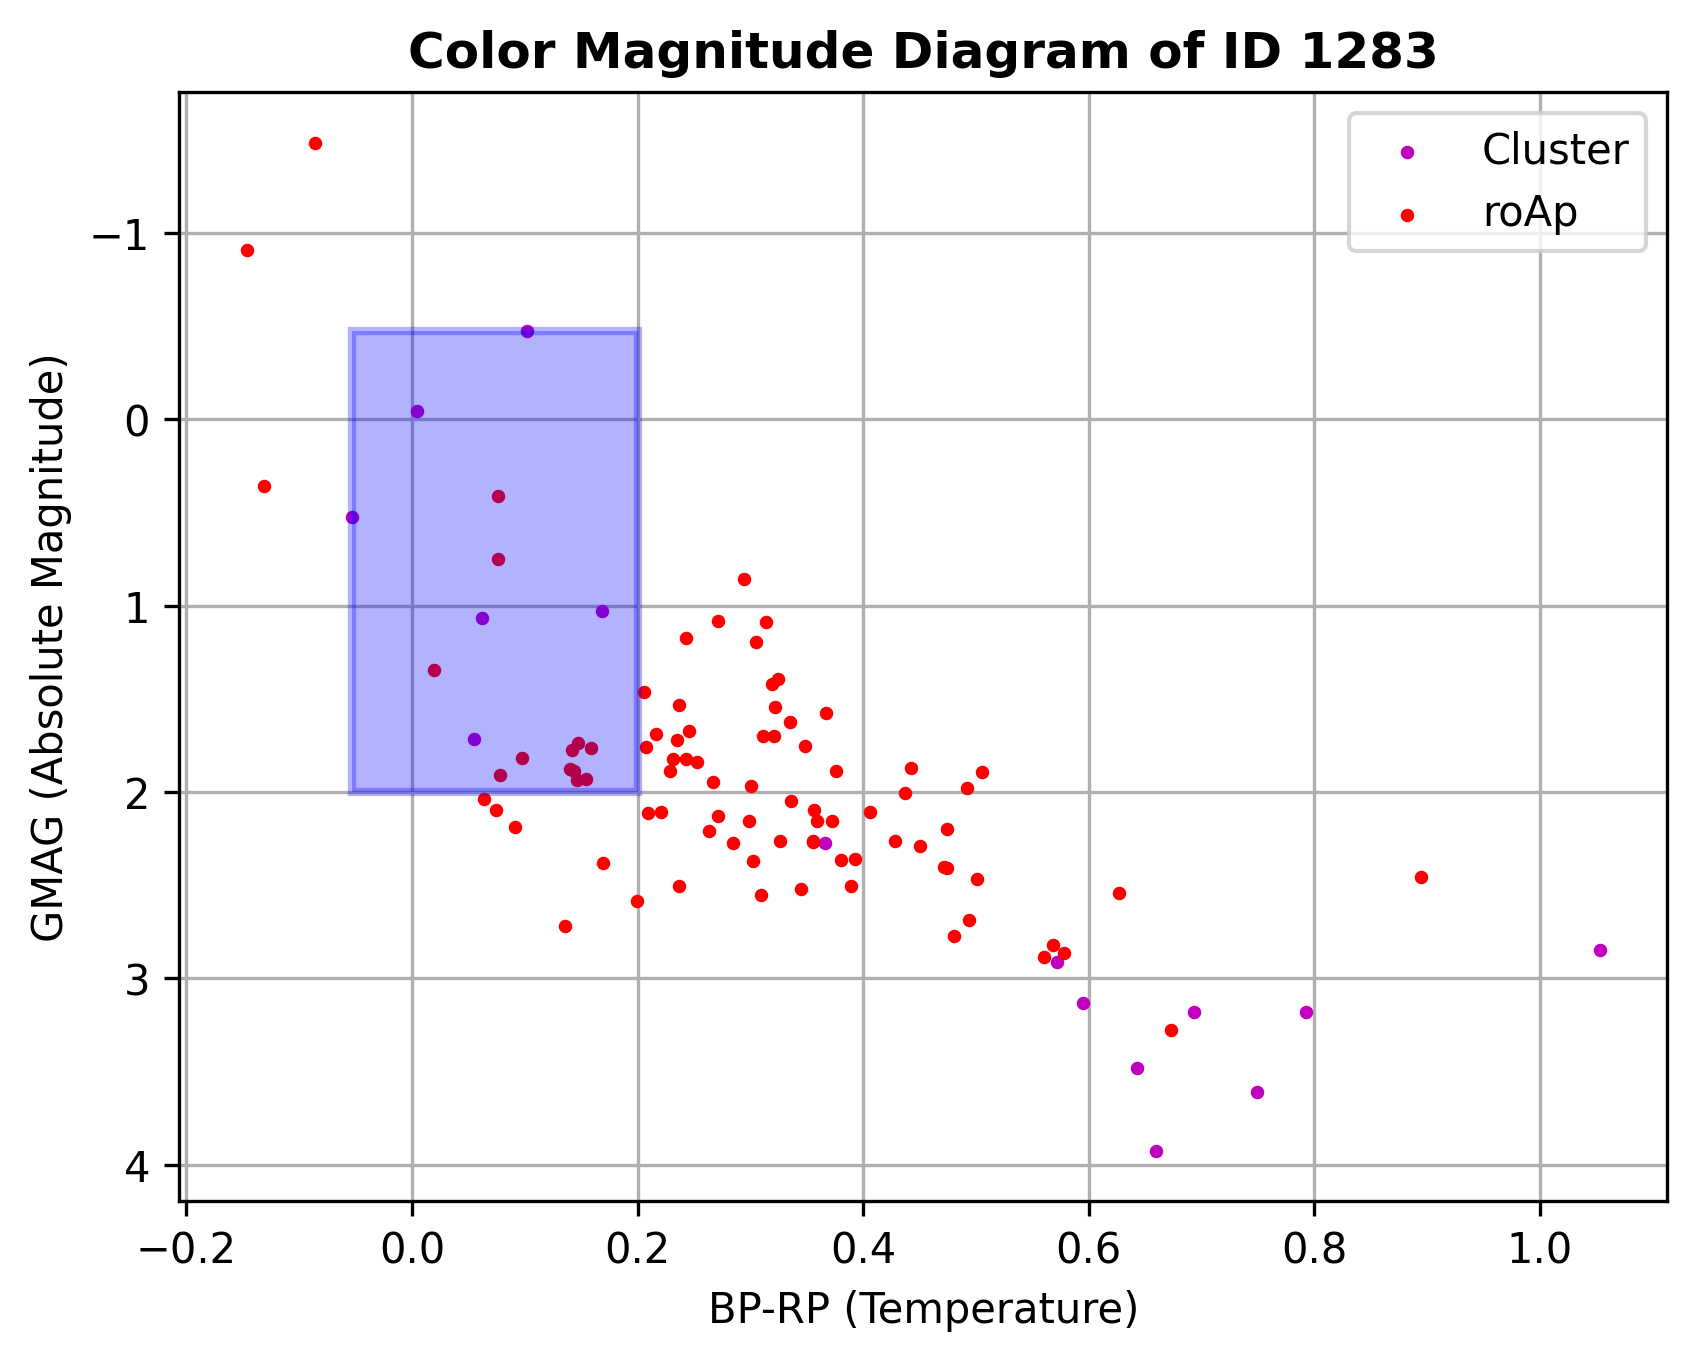 Color Magnitude Diagram of ID 1283
Cluster
roAp
−1
0
1
2
3
4
GMAG (Absolute Magnitude)
−0.2 0.0 0.2 0.4 0.6 0.8 1.0
BP-RP (Temperature)